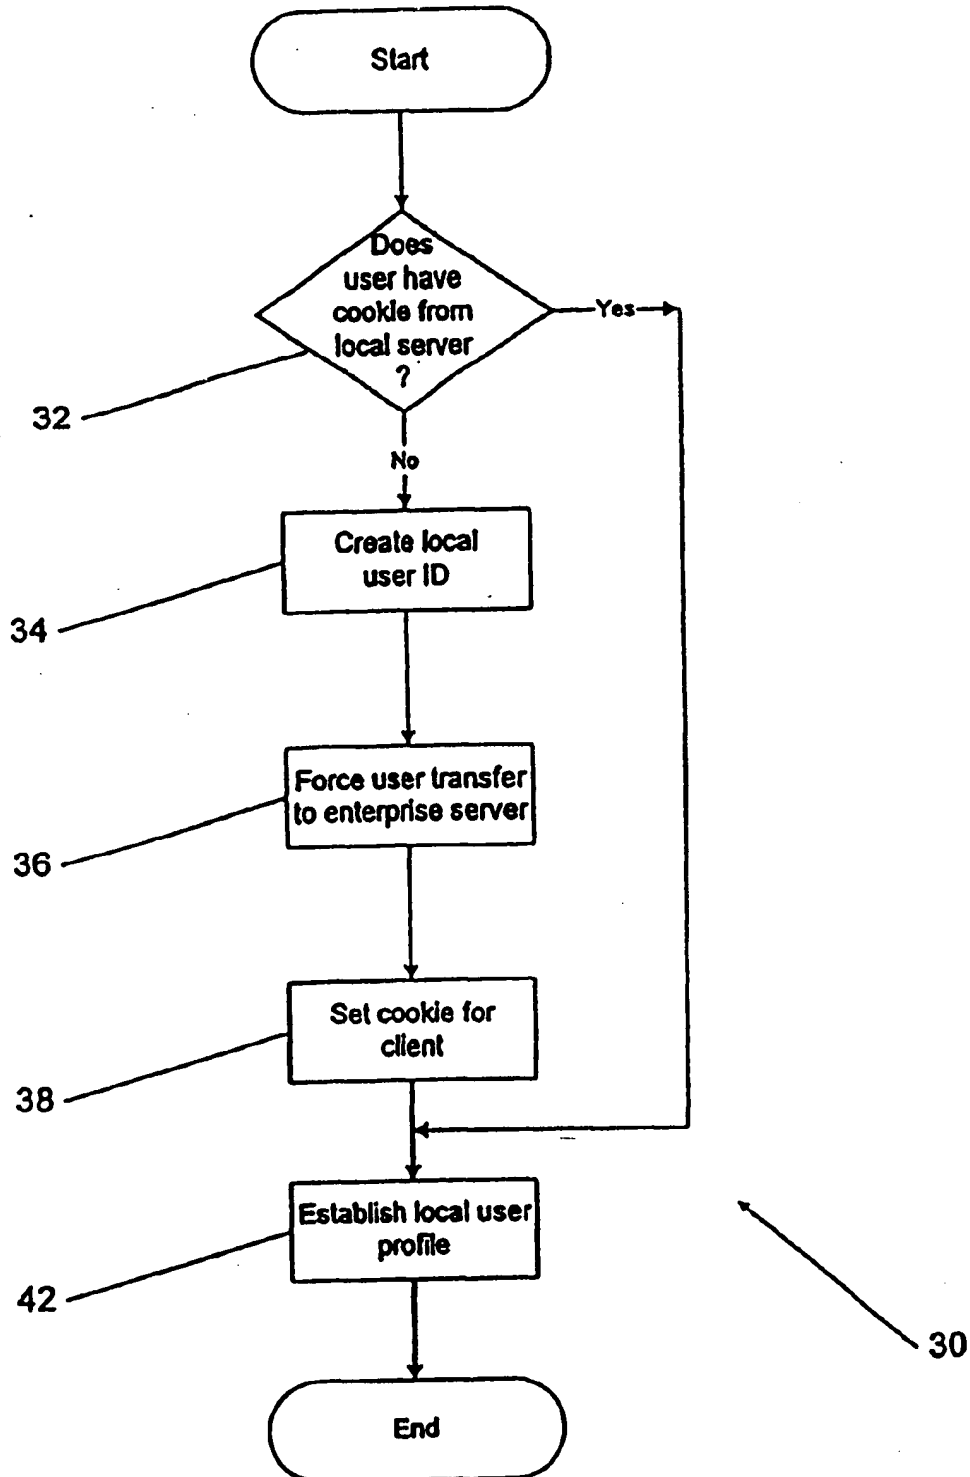 Start
Does
user have
cookie from
local server
?
Yes
32
No
Create local
user ID
34
Force user transfer
to enterprise server
36
Set cookie for
client
38
Establish local user
profile
42
30
End